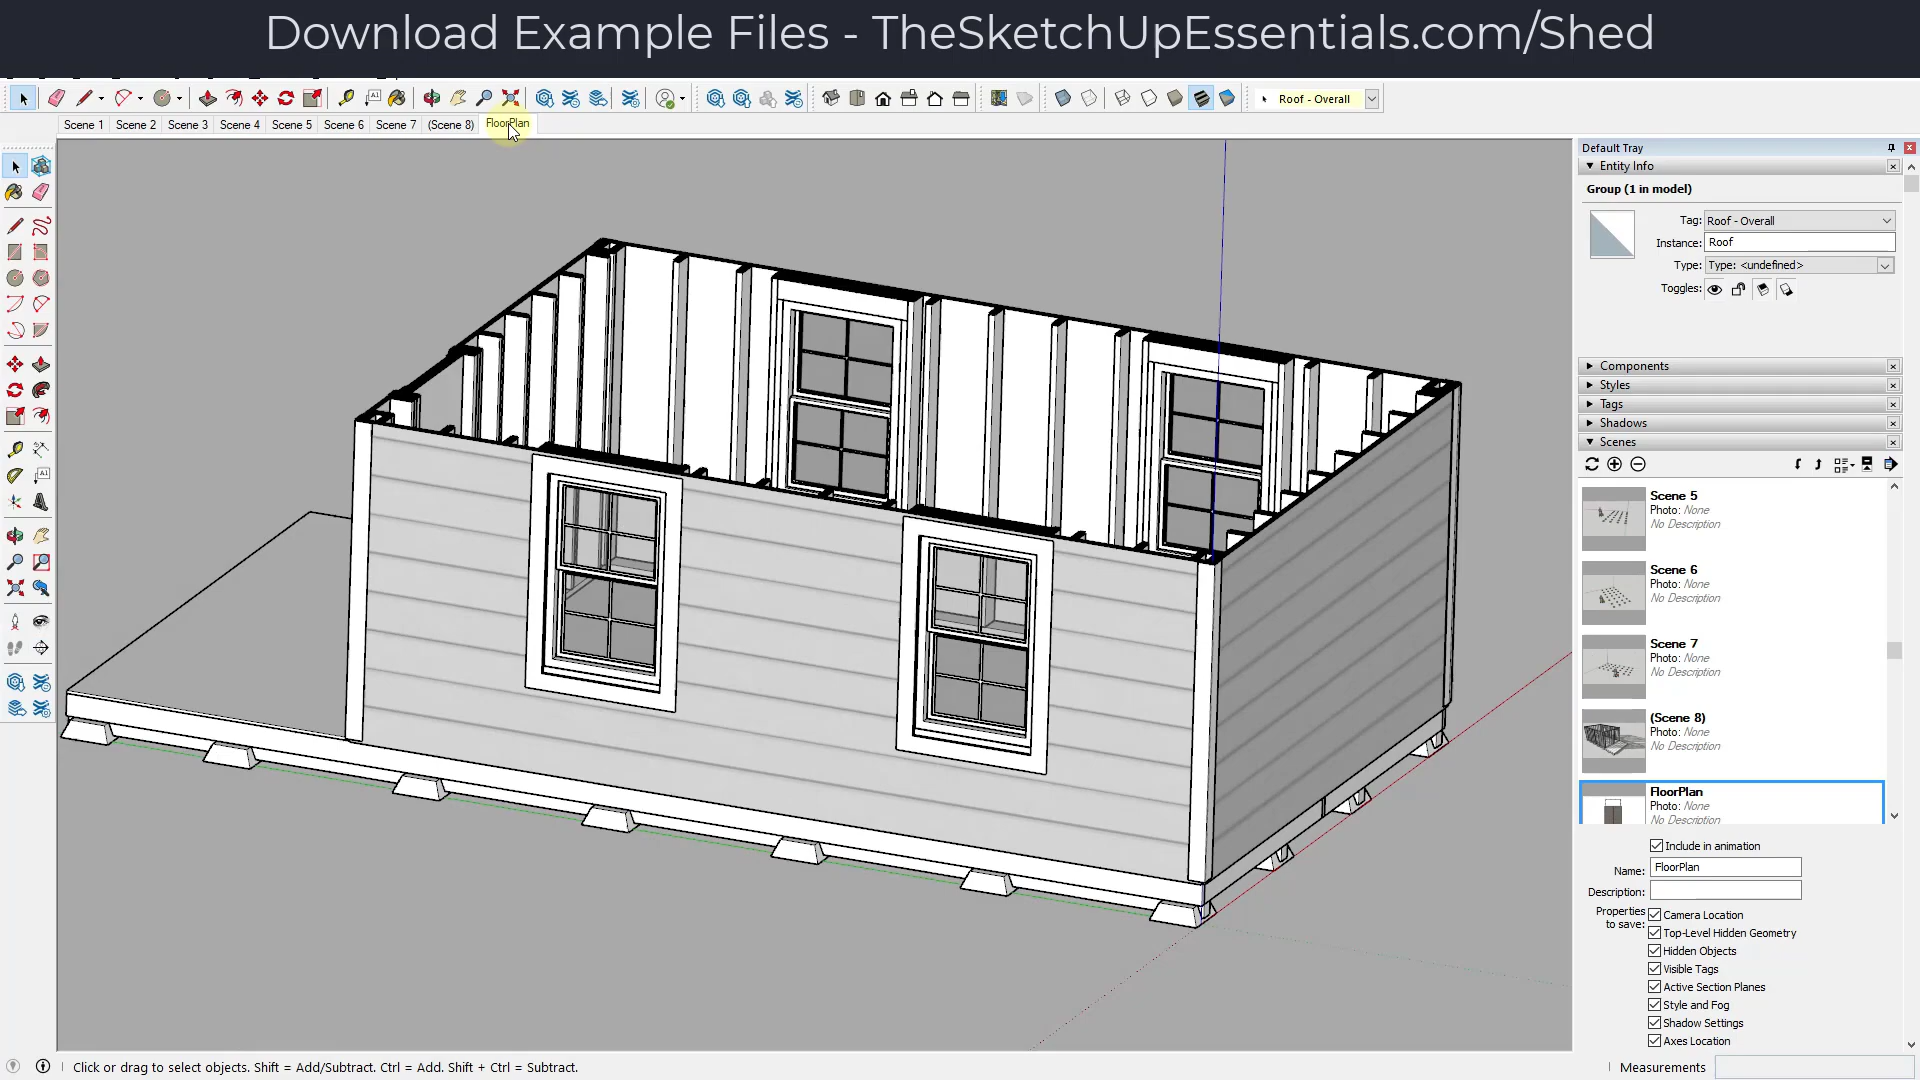 Download Example Files - TheSketchUpEssentials.com/Shed
Roof - Overall
Scene 1 Scene 2 Scene 3 Scene 4 Scene 5 Scene 6 Scene 7 (Scene 8) FloorPlan
Default Tray
Entity Info
Group (1 in model)
Tag: Roof - Overall
Instance: Roof
Type: Type: <undefined>
Toggles:
Components
Styles
Tags
Shadows
Scenes
Scene 5
Photo: None
No Description
Scene 6
Photo: None
No Description
Scene 7
Photo: None
No Description
(Scene 8)
Photo: None
No Description
FloorPlan
Photo: None
No Description
Include in animation
Name: FloorPlan
Description:
Properties to save:
Camera Location
Top-Level Hidden Geometry
Hidden Objects
Visible Tags
Active Section Planes
Style and Fog
Shadow Settings
Axes Location
Click or drag to select objects. Shift = Add/Subtract. Ctrl = Add. Shift + Ctrl = Subtract.
Measurements